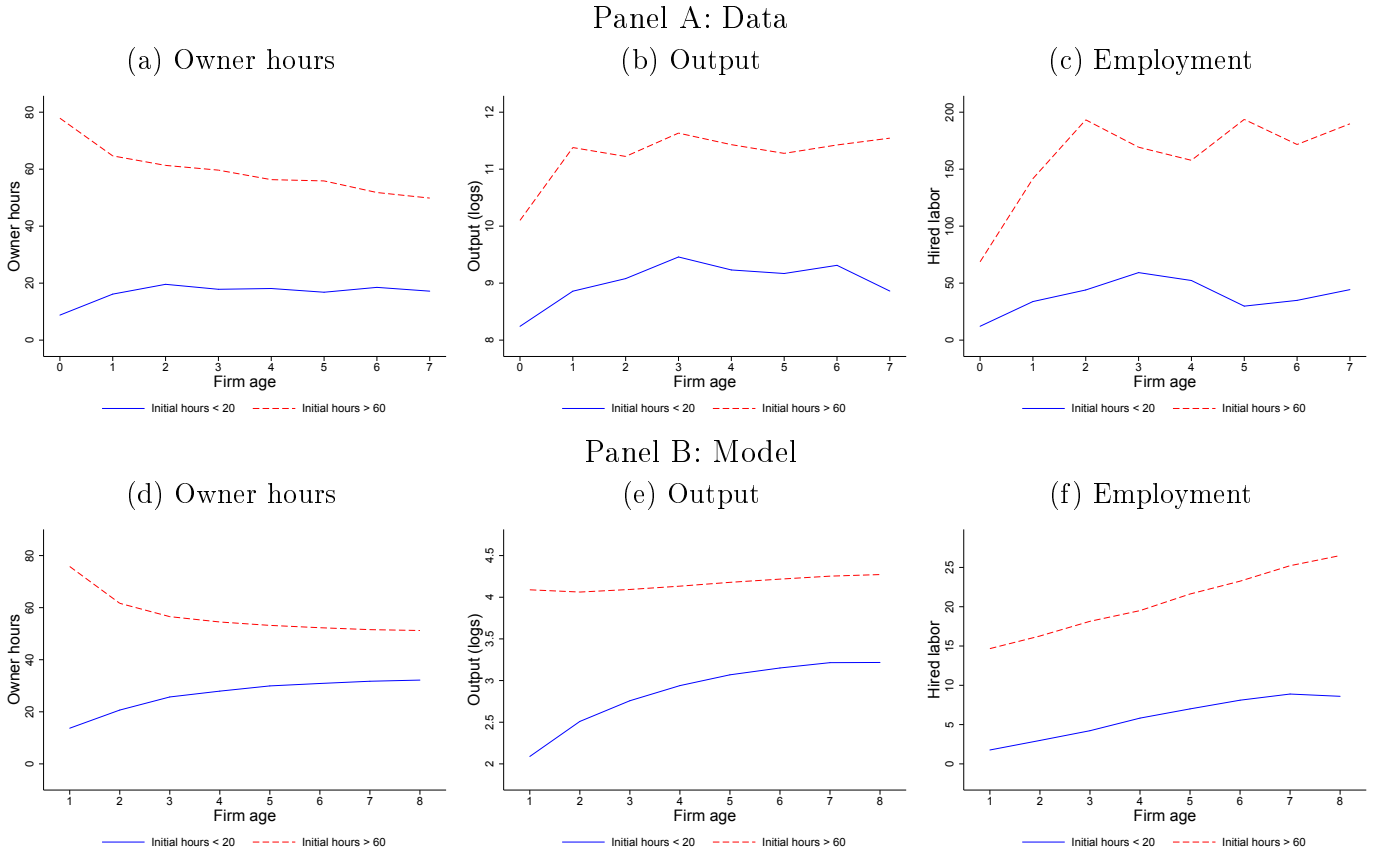 Panel A: Data
(a) Owner hours
(b) Output
(c) Employment
Owner hours
0 20 40 60 80
0 1 2 3 4 5 6 7
Firm age
Initial hours < 20 Initial hours > 60
Output (logs)
8 9 10 11 12
0 1 2 3 4 5 6 7
Firm age
Initial hours < 20 Initial hours > 60
Hired labor
0 50 100 150 200
0 1 2 3 4 5 6 7
Firm age
Initial hours < 20 Initial hours > 60
Panel B: Model
(d) Owner hours
(e) Output
(f) Employment
Owner hours
0 20 40 60 80
1 2 3 4 5 6 7 8
Firm age
Initial hours < 20 Initial hours > 60
Output (logs)
2 2.5 3 3.5 4 4.5
1 2 3 4 5 6 7 8
Firm age
Initial hours < 20 Initial hours > 60
Hired labor
0 5 10 15 20 25
1 2 3 4 5 6 7 8
Firm age
Initial hours < 20 Initial hours > 60